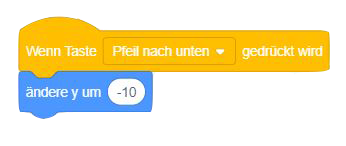 Wenn Taste Pfeil nach unten gedrückt wird
ändere y um -10